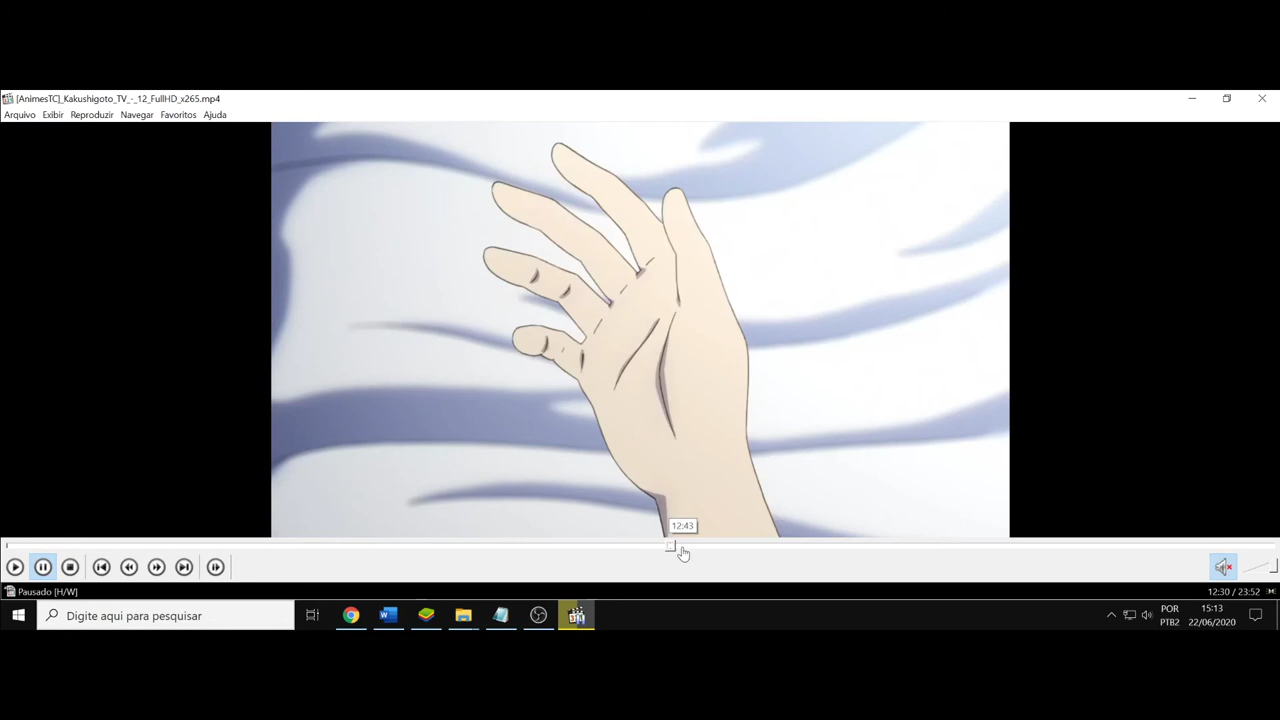 [AnimesTC]_Kakushigoto_TV_-_12_FullHD_x265.mp4
Arquivo Exibir Reproduzir Navegar Favoritos Ajuda
12:43
Pausado [H/W]
12:30 / 23:52
Digite aqui para pesquisar
POR
PTB2
15:13
22/06/2020